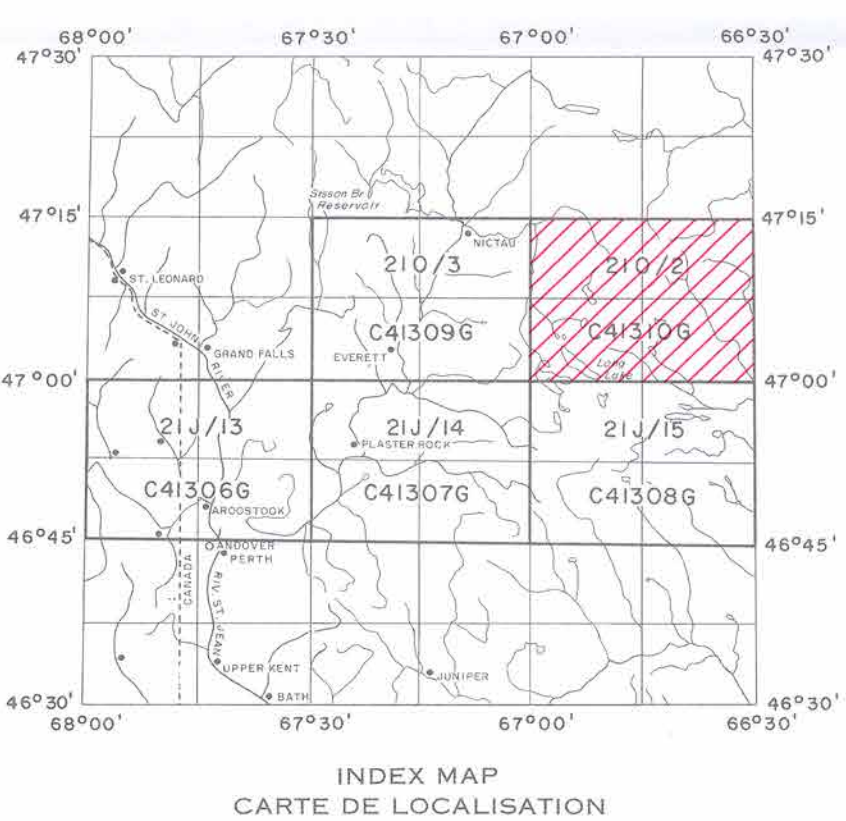 68°00' 67°30' 67°00' 66°30'
47°30' 47°30'
Sisson Br.
Reservoir
47°15' 47°15'
NICTAU
21O/3 21O/2
ST. LEONARD
ST. JOHN RIVER
C41309G C41310G
GRAND FALLS
EVERETT
Long
Lake
47°00' 47°00'
21J/13 21J/14 21J/15
PLASTER ROCK
C41306G C41307G C41308G
AROOSTOOK
46°45' 46°45'
ANDOVER
PERTH
CANADA
RIV. ST. JEAN
UPPER KENT
JUNIPER
BATH
46°30' 46°30'
68°00' 67°30' 67°00' 66°30'
INDEX MAP
CARTE DE LOCALISATION